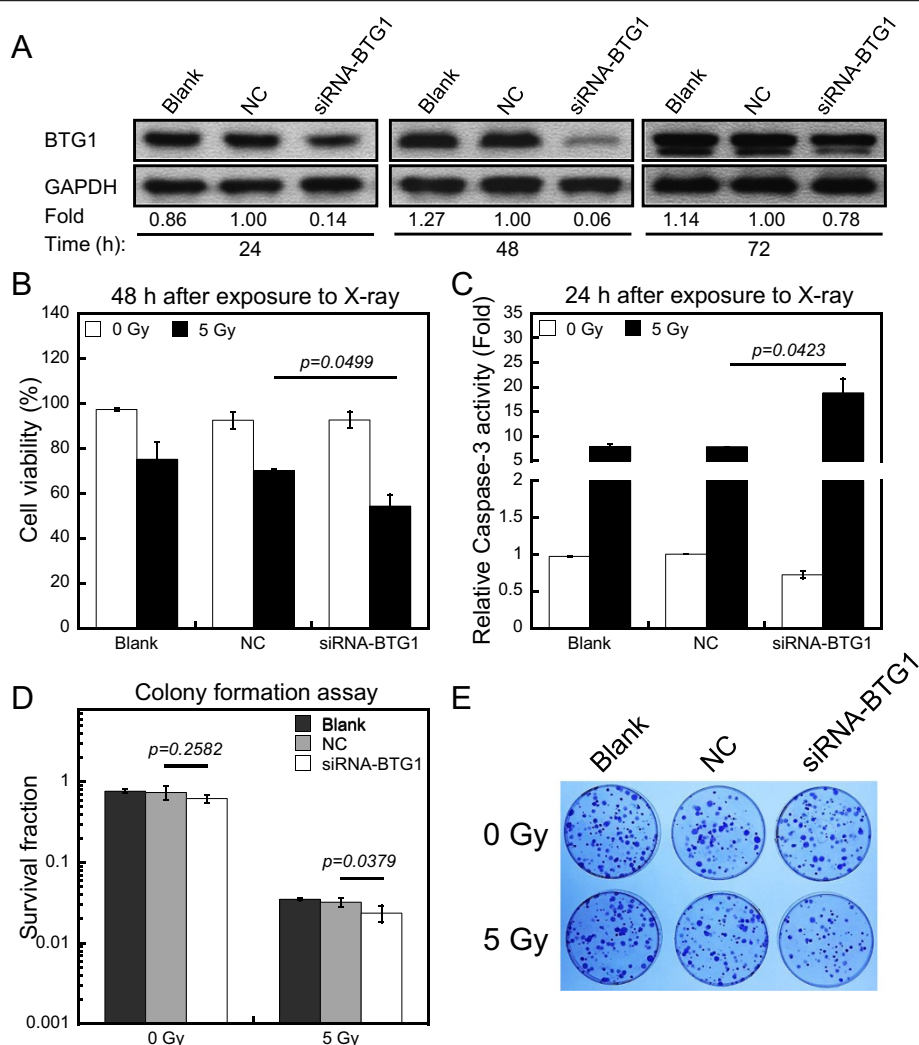 A
Blank NC siRNA-BTG1 Blank NC siRNA-BTG1 Blank NC siRNA-BTG1
BTG1
GAPDH
Fold 0.86 1.00 0.14 1.27 1.00 0.06 1.14 1.00 0.78
Time (h): 24 48 72
B
48 h after exposure to X-ray
0 Gy 5 Gy
p=0.0499
Cell viability (%)
140
120
100
80
60
40
20
0
Blank NC siRNA-BTG1
C
24 h after exposure to X-ray
0 Gy 5 Gy
p=0.0423
Relative Caspase-3 activity (Fold)
35
30
25
20
15
10
5
2
1.5
1
0.5
0
Blank NC siRNA-BTG1
D
Colony formation assay
Blank
NC
siRNA-BTG1
p=0.2582
p=0.0379
Survival fraction
1
0.1
0.01
0.001
0 Gy 5 Gy
E
Blank NC siRNA-BTG1
0 Gy
5 Gy